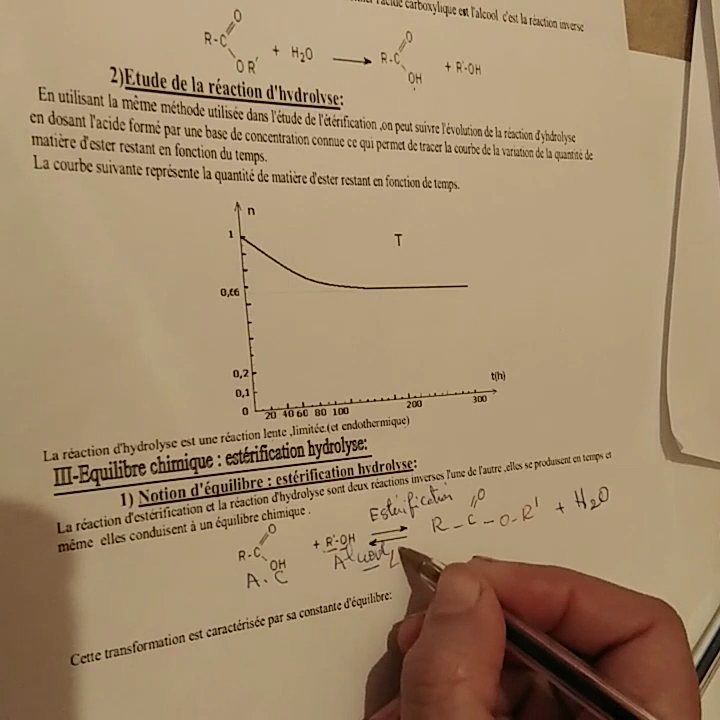 l'acide carboxylique est l'alcool c'est la réaction inverse
R-C O OR' + H₂O → R-C O OH + R'-OH
2)Etude de la réaction d'hydrolyse:
En utilisant la même méthode utilisée dans l'étude de l'étérification ,on peut suivre l'évolution de la réaction d'yhdrolyse
en dosant l'acide formé par une base de concentration connue ce qui permet de tracer la courbe de la variation de la quantité de
matière d'ester restant en fonction du temps.
La courbe suivante représente la quantité de matière d'ester restant en fonction de temps.
n
1
T
0,66
0,2
0,1
0
20 40 60 80 100 200 300
t(h)
La réaction d'hydrolyse est une réaction lente ,limitée.(et endothermique)
III-Equilibre chimique : estérification hydrolyse:
1) Notion d'équilibre : estérification hydrolyse:
La réaction d'estérification et la réaction d'hydrolyse sont deux réactions inverses l'une de l'autre ,elles se produisent en temps et
même elles conduisent à un équilibre chimique .
Estérification
R-C O OH + R'-OH ⇌ R-C O -O-R' + H₂O
A.C Alcool
Cette transformation est caractérisée par sa constante d'équilibre: